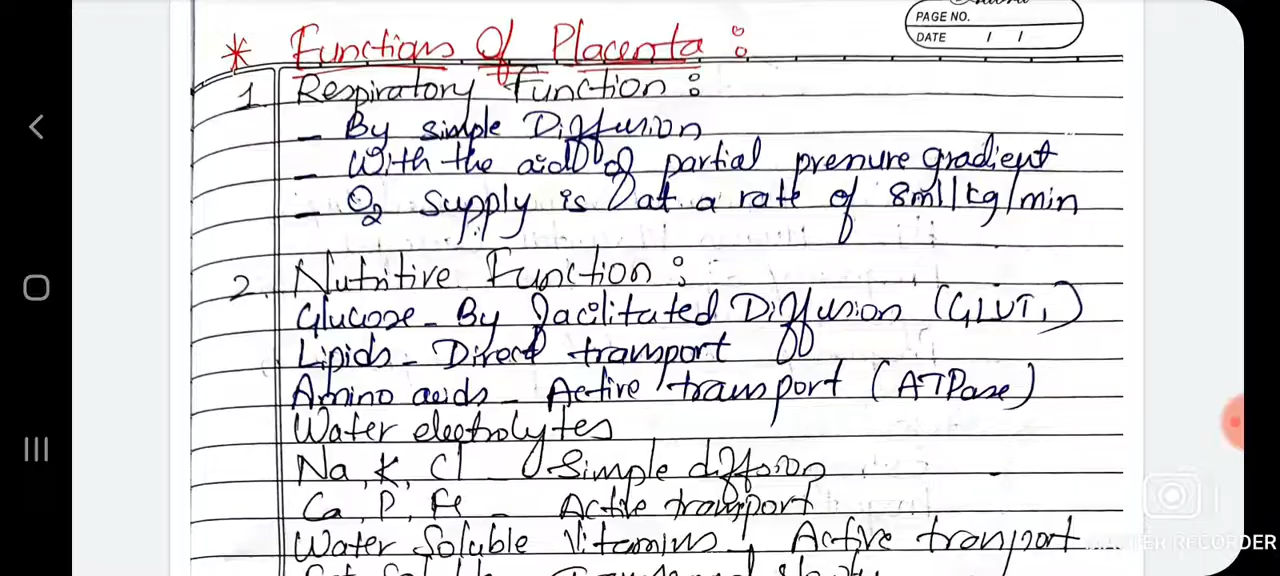 PAGE NO.
DATE / /
* Functions Of Placenta :
1. Respiratory Function :
- By simple Diffusion
- With the aid of partial pressure gradient
- O2 supply is at a rate of 8ml/kg/min
2. Nutritive Function :
Glucose - By facilitated Diffusion (GLUT1)
Lipids - Direct transport
Amino acids - Active transport (ATPase)
Water electrolytes
Na, K, Cl - Simple diffusion
Ca, P, Fe - Active transport
Water Soluble Vitamins, Active transport
RECORDER